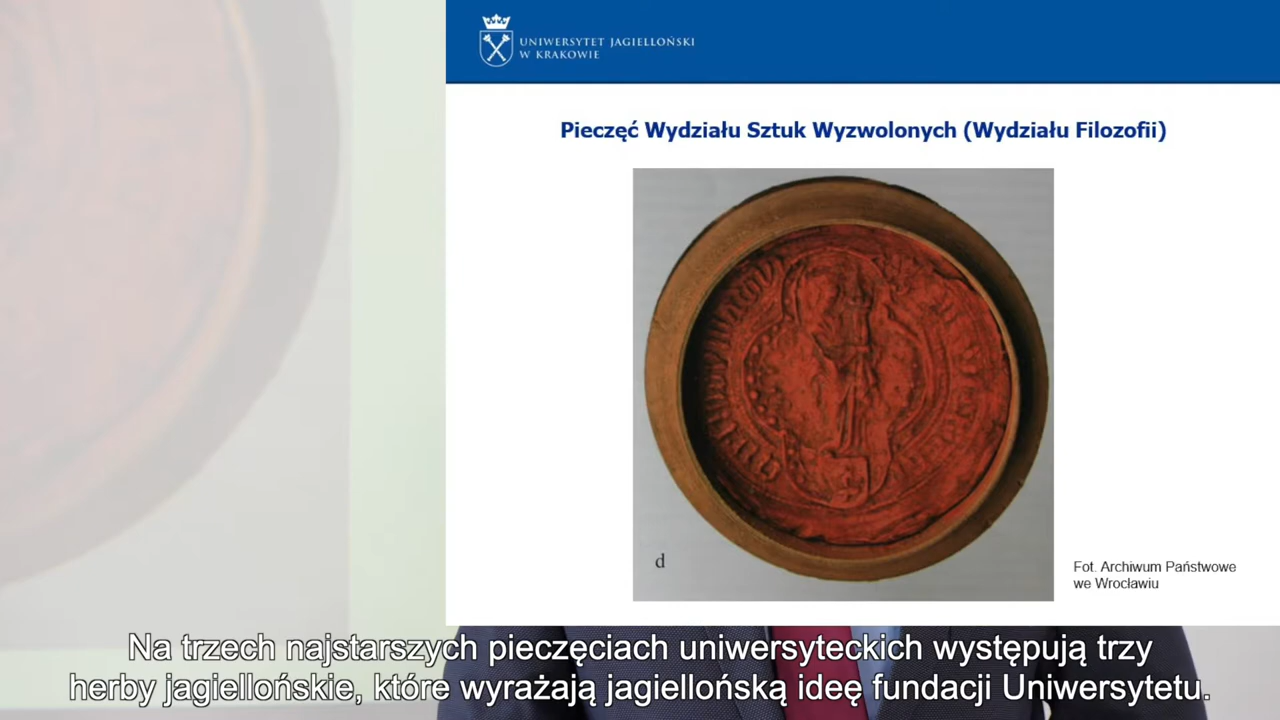 UNIWERSYTET JAGIELLOŃSKI
W KRAKOWIE
Pieczęć Wydziału Sztuk Wyzwolonych (Wydziału Filozofii)
d
Fot. Archiwum Państwowe
we Wrocławiu
Na trzech najstarszych pieczęciach uniwersyteckich występują trzy
herby jagiellońskie, które wyrażają jagiellońską ideę fundacji Uniwersytetu.